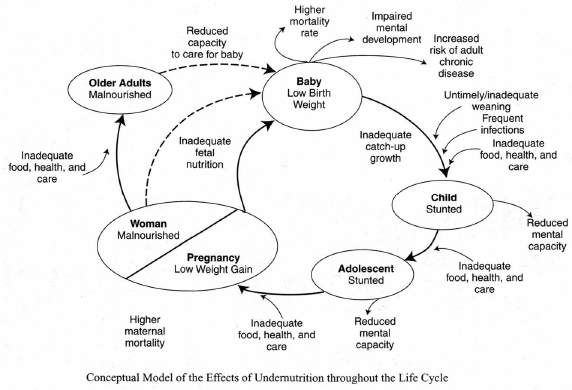 Higher
mortality
rate
Impaired
mental
development
Increased
risk of adult
chronic
disease
Reduced
capacity
to care for baby
Older Adults
Malnourished
Baby
Low Birth
Weight
Untimely/inadequate
weaning
Frequent
infections
Inadequate
food, health, and
care
Inadequate
catch-up
growth
Inadequate
fetal
nutrition
Inadequate
food, health, and
care
Child
Stunted
Reduced
mental
capacity
Woman
Malnourished
Pregnancy
Low Weight Gain
Adolescent
Stunted
Inadequate
food, health, and
care
Higher
maternal
mortality
Inadequate
food, health, and
care
Reduced
mental
capacity
Conceptual Model of the Effects of Undernutrition throughout the Life Cycle